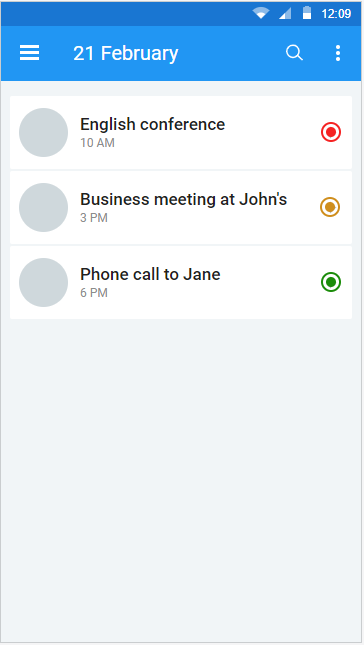 12:09
21 February
English conference
10 AM
Business meeting at John's
3 PM
Phone call to Jane
6 PM